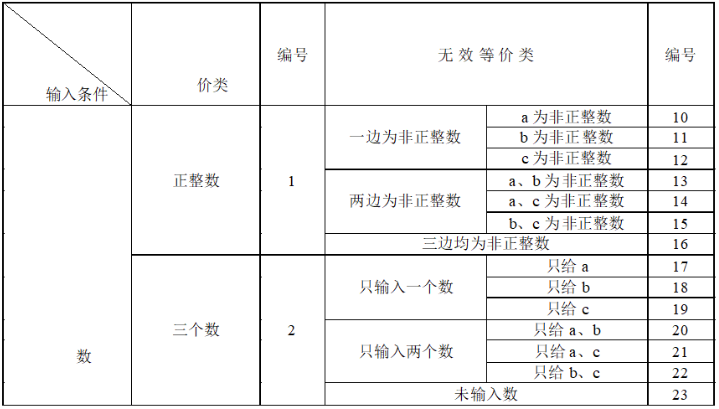 编号 无效等价类 编号
输入条件 价类
a 为非正整数 10
一边为非正整数 b 为非正整数 11
c 为非正整数 12
正整数 1 a、b 为非正整数 13
两边为非正整数 a、c 为非正整数 14
b、c 为非正整数 15
三边均为非正整数 16
只给 a 17
只输入一个数 只给 b 18
只给 c 19
三个数 2 只给 a、b 20
数 只输入两个数 只给 a、c 21
只给 b、c 22
未输入数 23